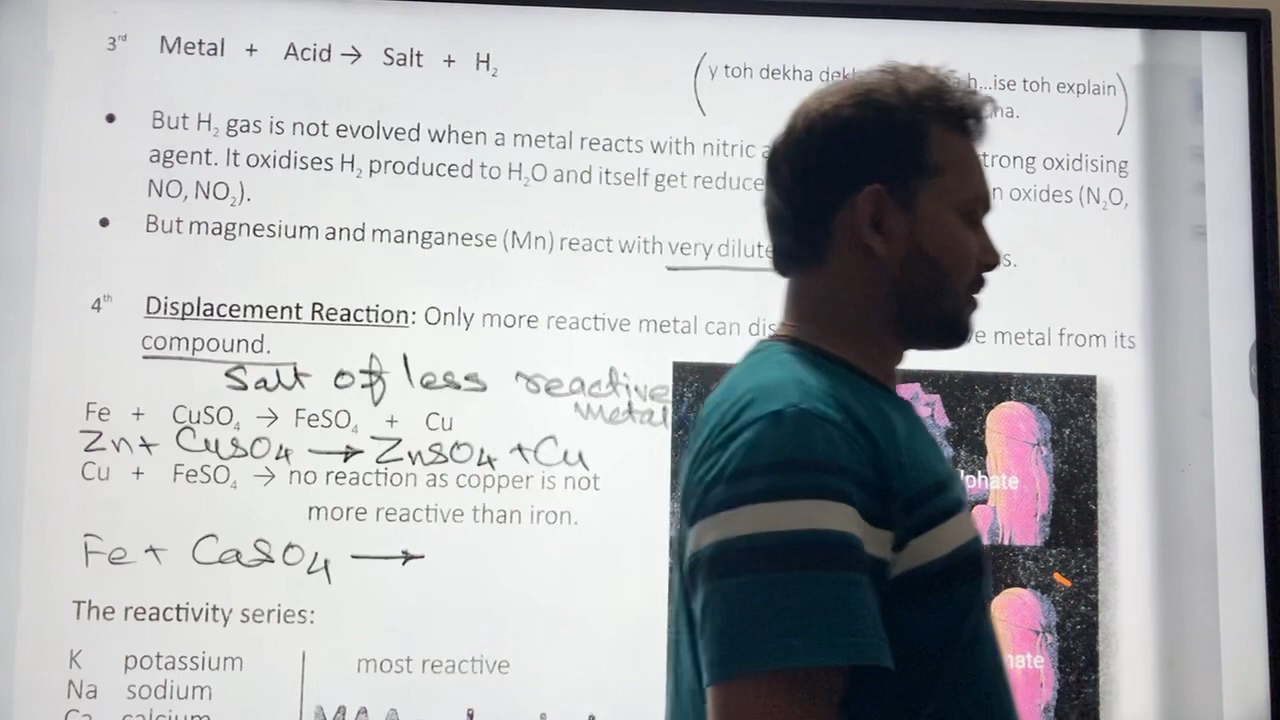 3rd Metal + Acid → Salt + H₂
(y toh dekha h...ise toh explain
But H₂ gas is not evolved when a metal reacts with nitric trong oxidising
agent. It oxidises H₂ produced to H₂O and itself get reduce n oxides (N₂O,
NO, NO₂).
But magnesium and manganese (Mn) react with very dilute s.
4th Displacement Reaction: Only more reactive metal can dis e metal from its
compound.
Salt of less reactive
Metal
Fe + CuSO₄ → FeSO₄ + Cu
Zn+ CuSO₄ → ZnSO₄ +Cu
Cu + FeSO₄ → no reaction as copper is not
more reactive than iron.
Fe+ CaSO₄ →
phate
The reactivity series:
K potassium most reactive
nate
Na sodium
Ca calcium